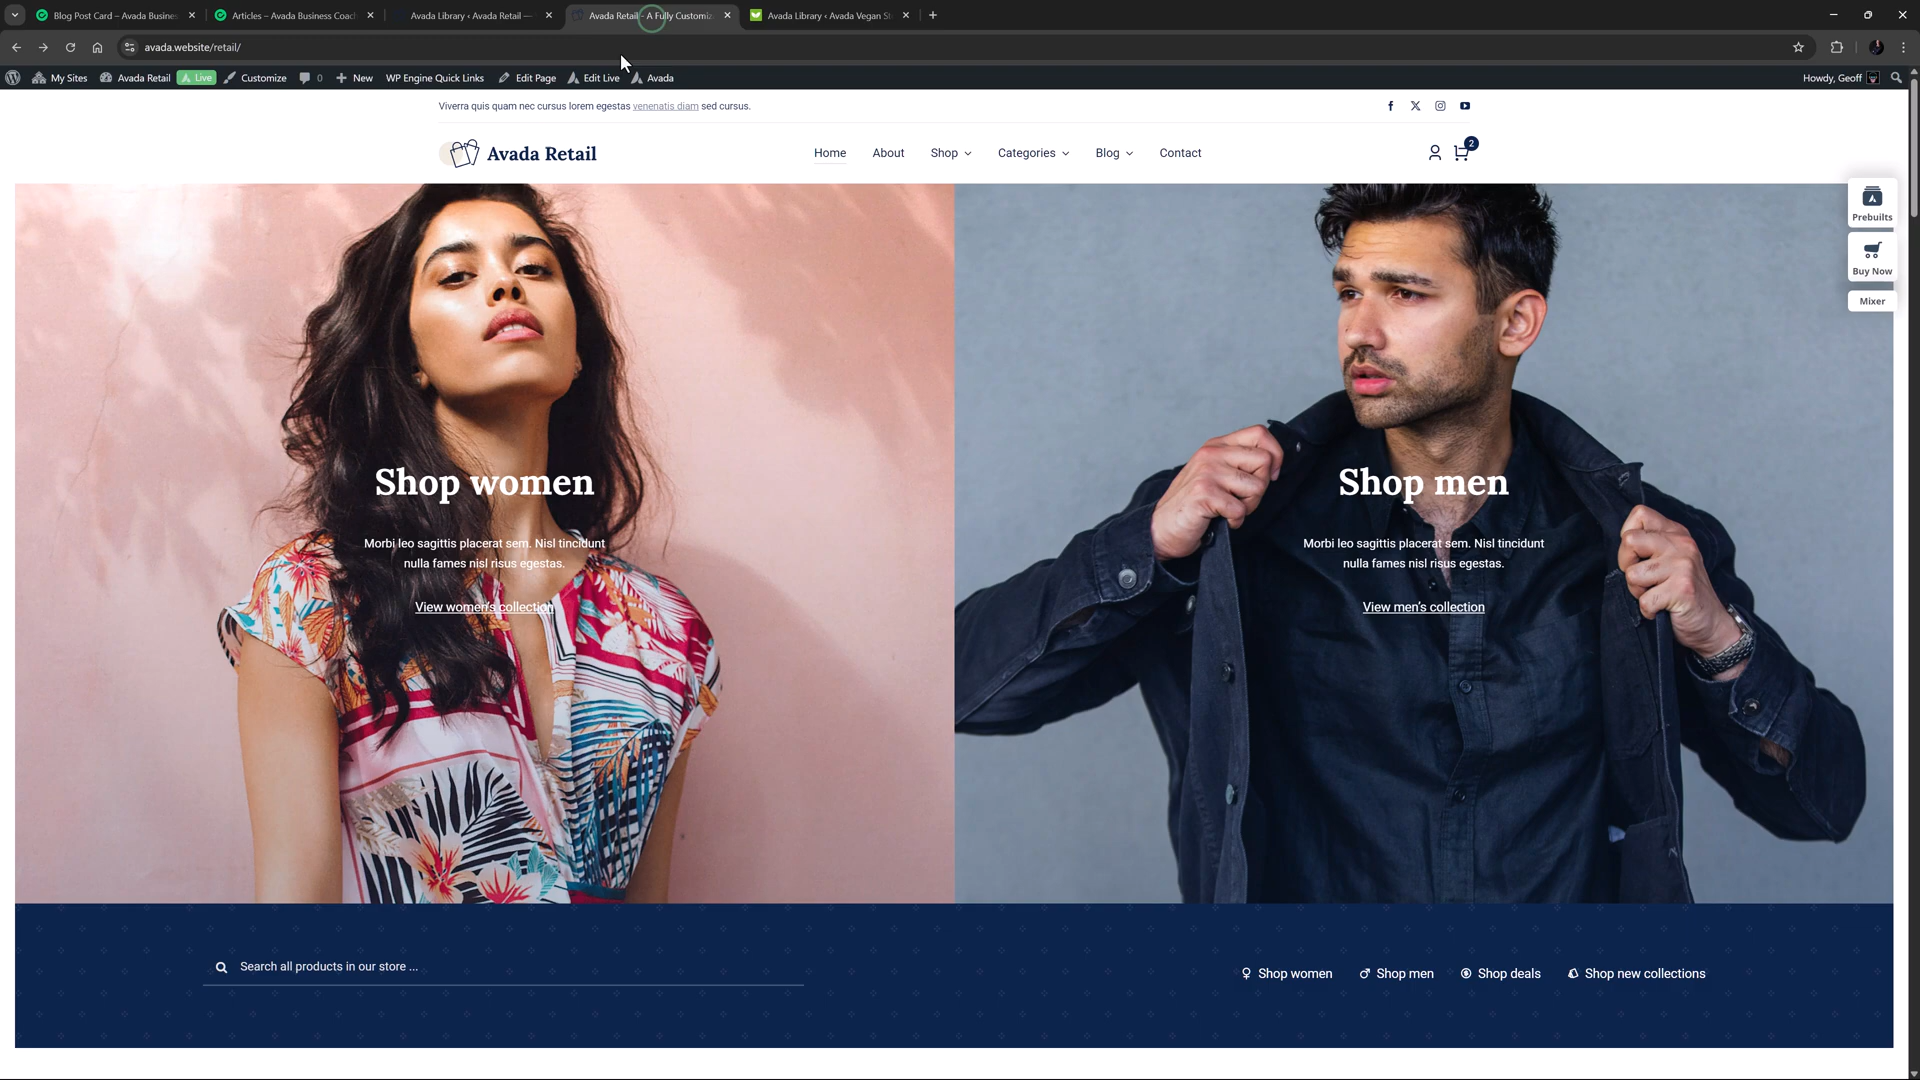 Blog Post Card – Avada Busines
Articles – Avada Business Coach
Avada Library ‹ Avada Retail —
Avada Retail - A Fully Customiz
Avada Library ‹ Avada Vegan St
avada.website/retail/
My Sites
Avada Retail
Live
Customize
0
New
WP Engine Quick Links
Edit Page
Edit Live
Avada
Howdy, Geoff
Viverra quis quam nec cursus lorem egestas venenatis diam sed cursus.
Avada Retail
Home
About
Shop
Categories
Blog
Contact
2
Prebuilts
Buy Now
Mixer
Shop women
Morbi leo sagittis placerat sem. Nisl tincidunt
nulla fames nisl risus egestas.
View women's collection
Shop men
Morbi leo sagittis placerat sem. Nisl tincidunt
nulla fames nisl risus egestas.
View men's collection
Search all products in our store ...
Shop women
Shop men
Shop deals
Shop new collections